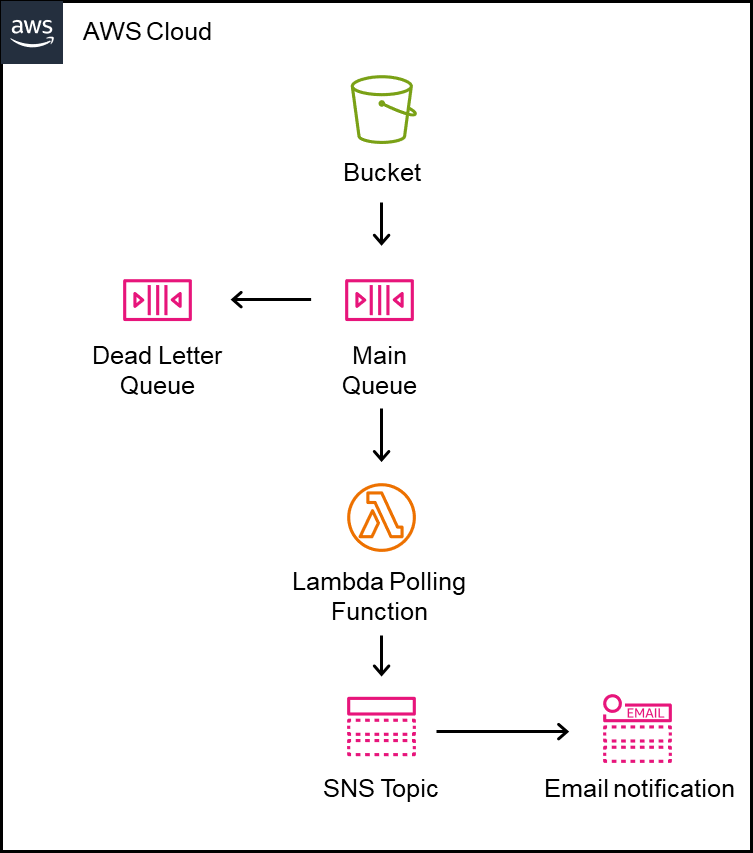 aws
AWS Cloud
Bucket
Dead Letter
Queue
Main
Queue
Lambda Polling
Function
EMAIL
SNS Topic
Email notification